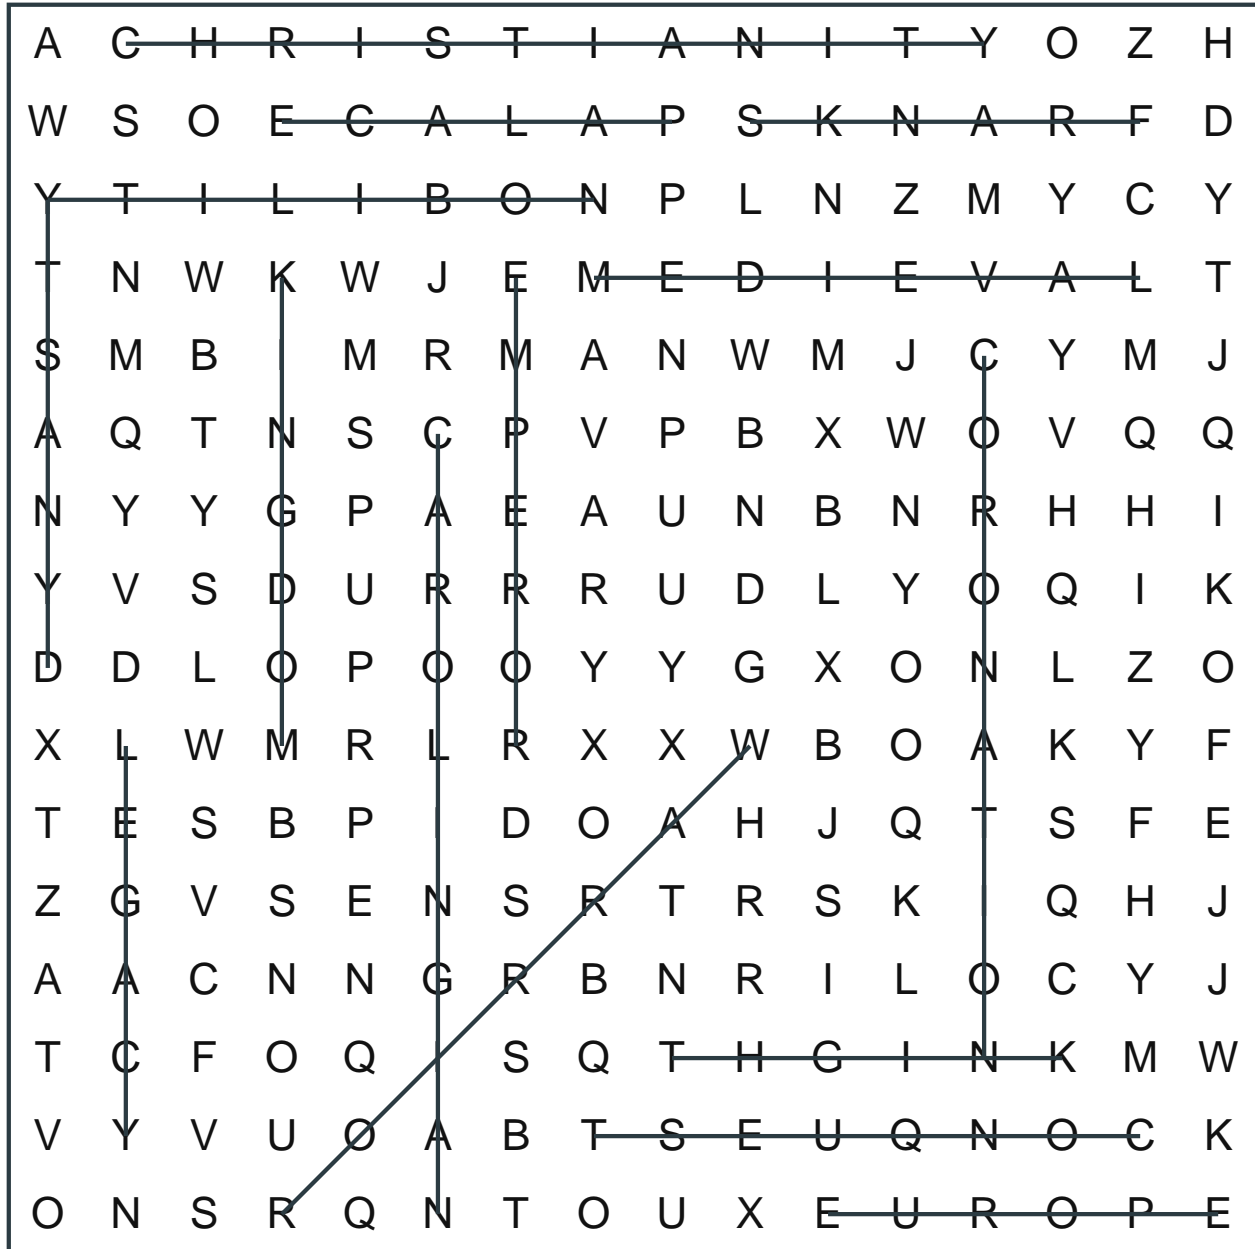 A C H R I S T I A N I T Y O Z H
W S O E C A L A P S K N A R F D
Y T I L I B O N P L N Z M Y C Y
T N W K W J E M E D I E V A L T
S M B I M R M A N W M J C Y M J
A Q T N S C P V P B X W O V Q Q
N Y Y G P A E A U N B N R H H I
Y V S D U R R R U D L Y O Q I K
D D L O P O O Y Y G X O N L Z O
X L W M R L R X X W B O A K Y F
T E S B P I D O A H J Q T S F E
Z G V S E N S R T R S K I Q H J
A A C N N G R B N R I L O C Y J
T C F O Q I S Q T H G I N K M W
V Y V U O A B T S E U Q N O C K
O N S R Q N T O U X E U R O P E